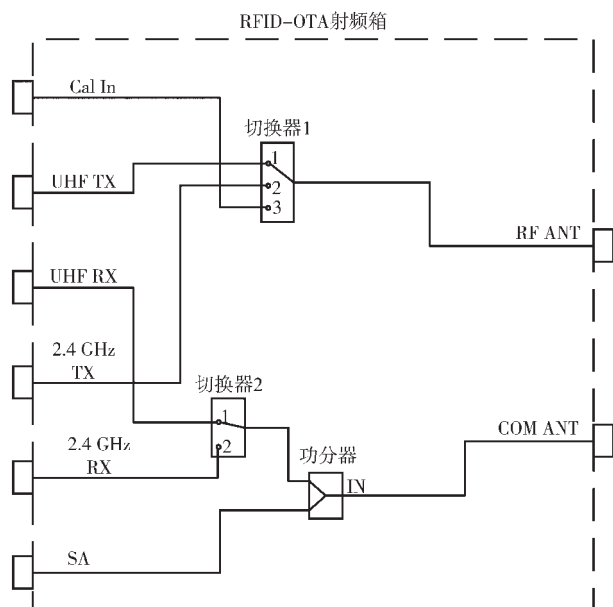 RFID-OTA射频箱
Cal In
切换器1
UHF TX
1
2
3
RF ANT
UHF RX
2.4 GHz
TX
切换器2
1
2
COM ANT
2.4 GHz
RX
功分器
IN
SA